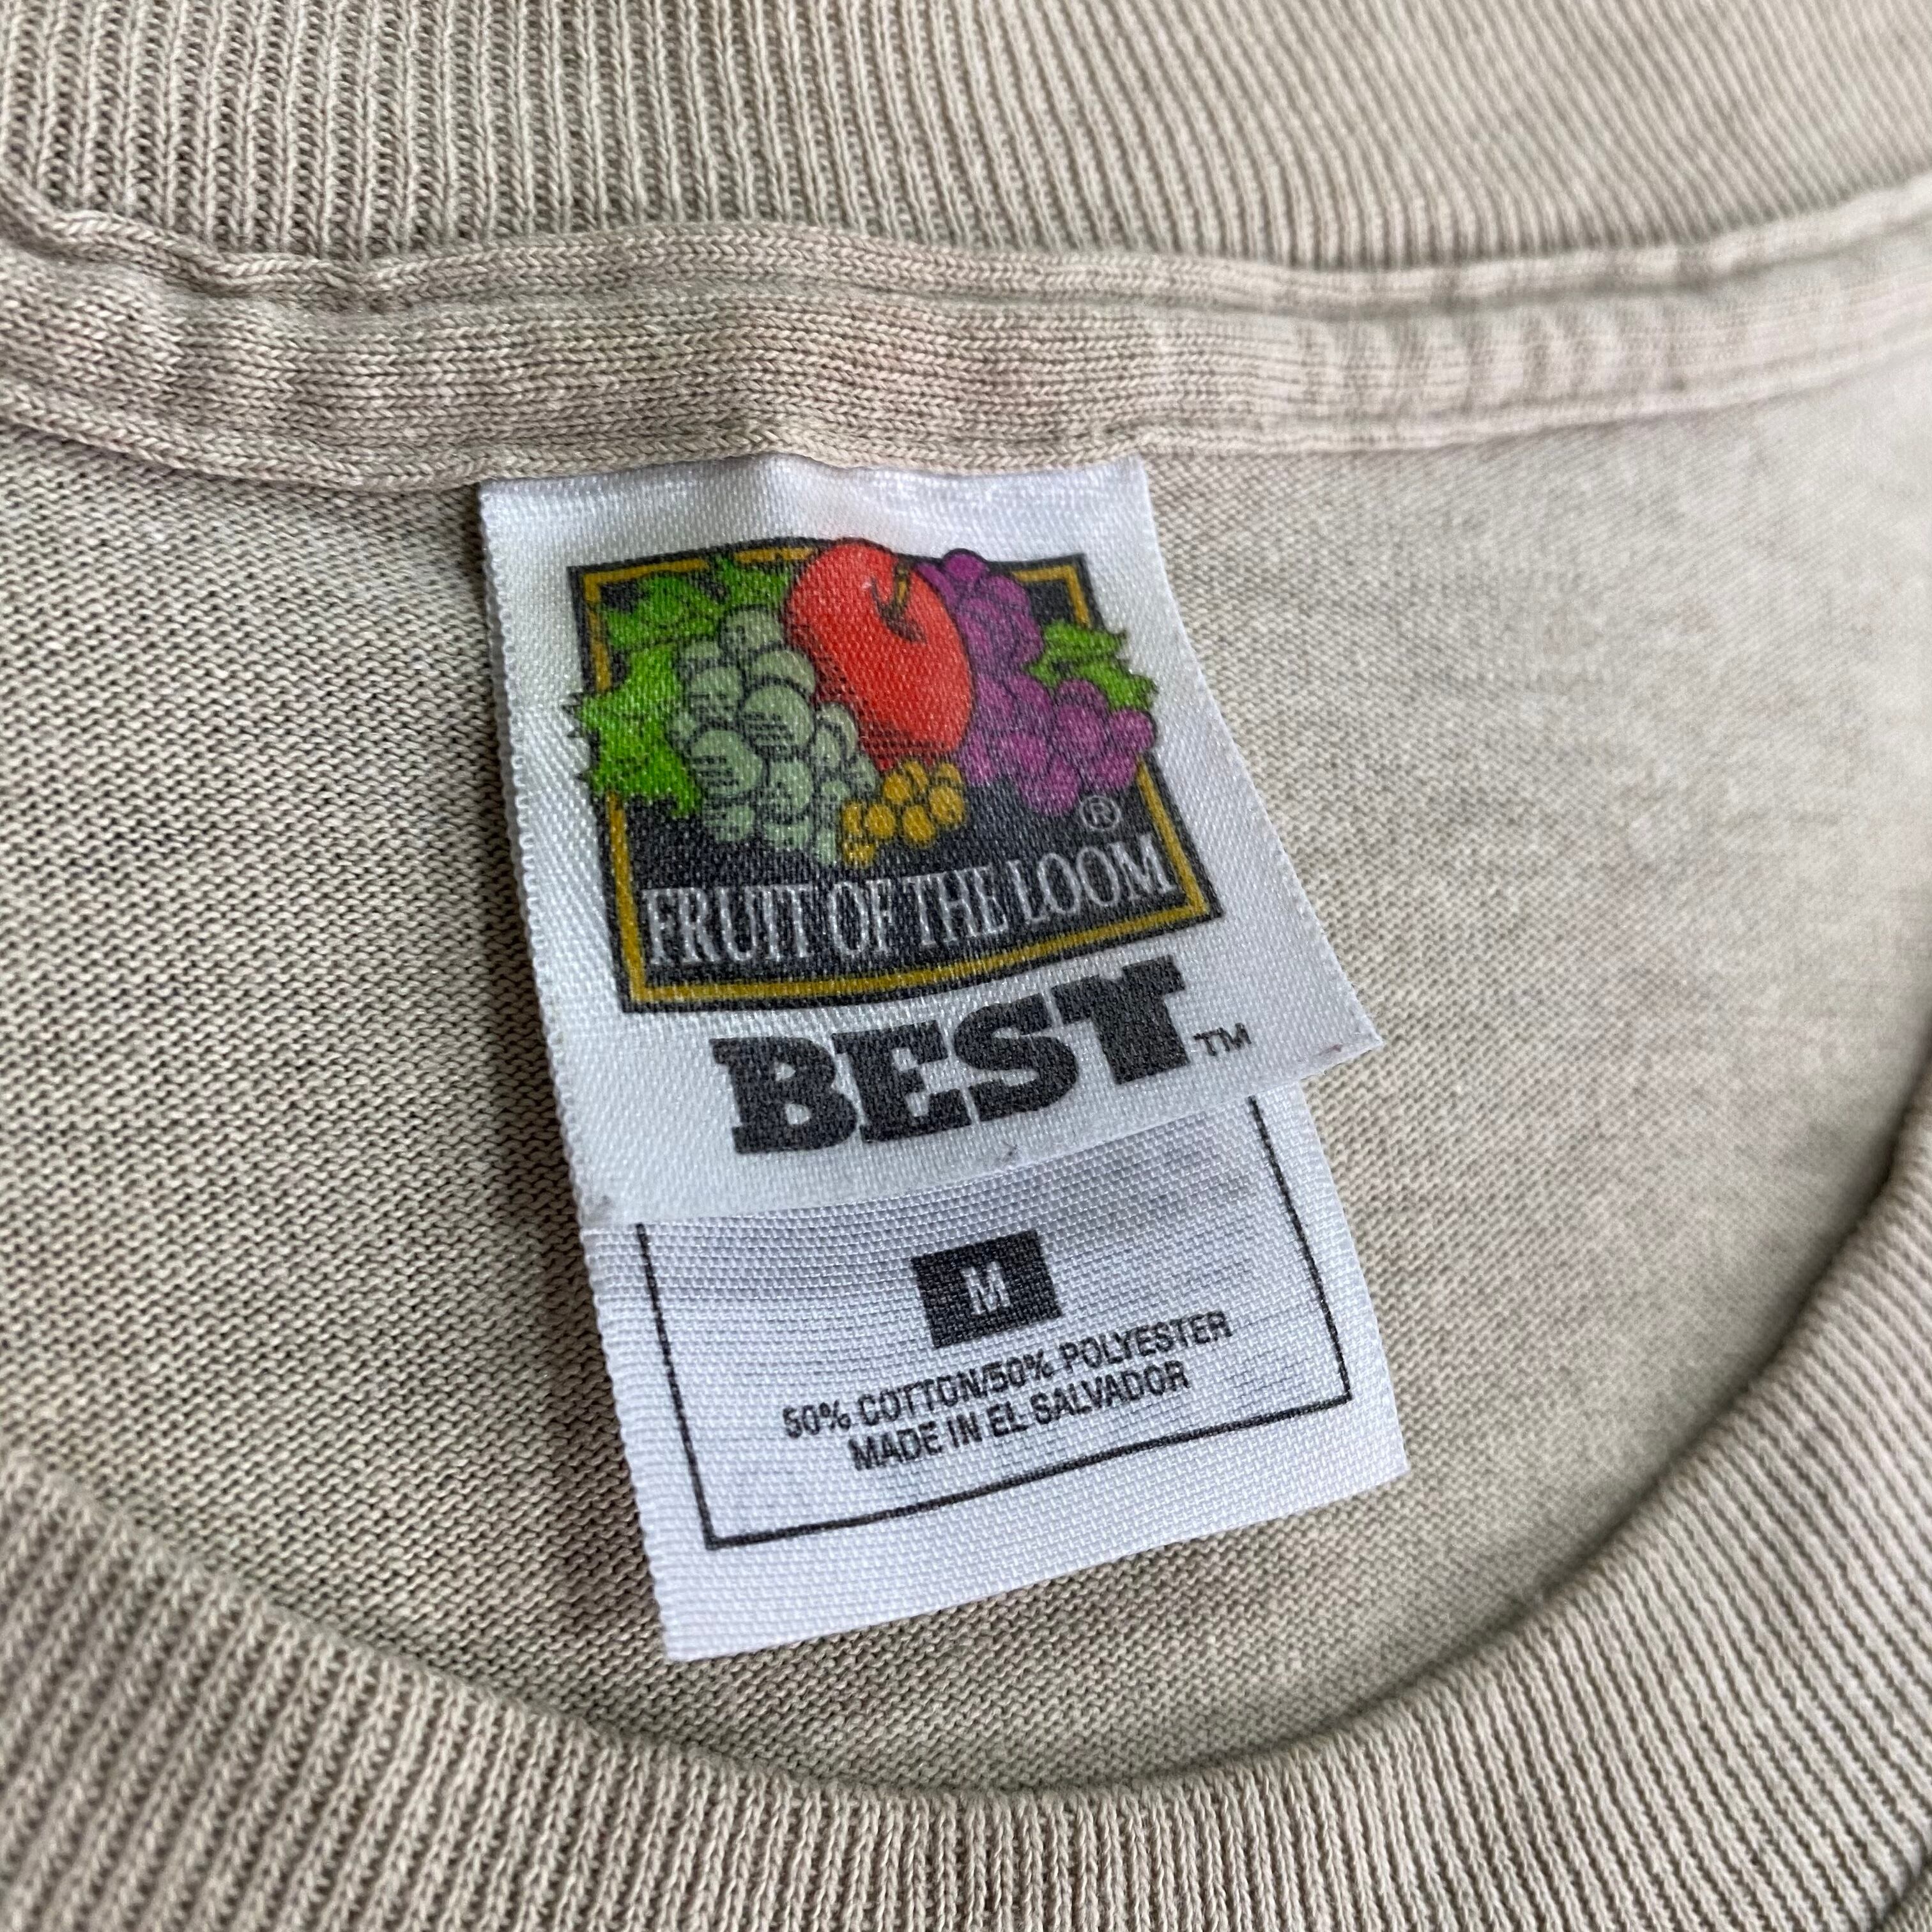 ®
FRUIT OF THE LOOM
BEST™
M
50% COTTON/50% POLYESTER
MADE IN EL SALVADOR